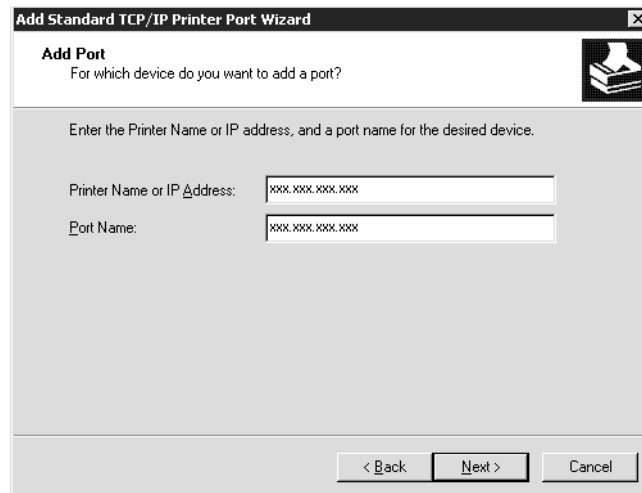 Add Standard TCP/IP Printer Port Wizard
Add Port
For which device do you want to add a port?
Enter the Printer Name or IP address, and a port name for the desired device.
Printer Name or IP Address: xxx.xxx.xxx.xxx
Port Name: xxx.xxx.xxx.xxx
< Back Next > Cancel